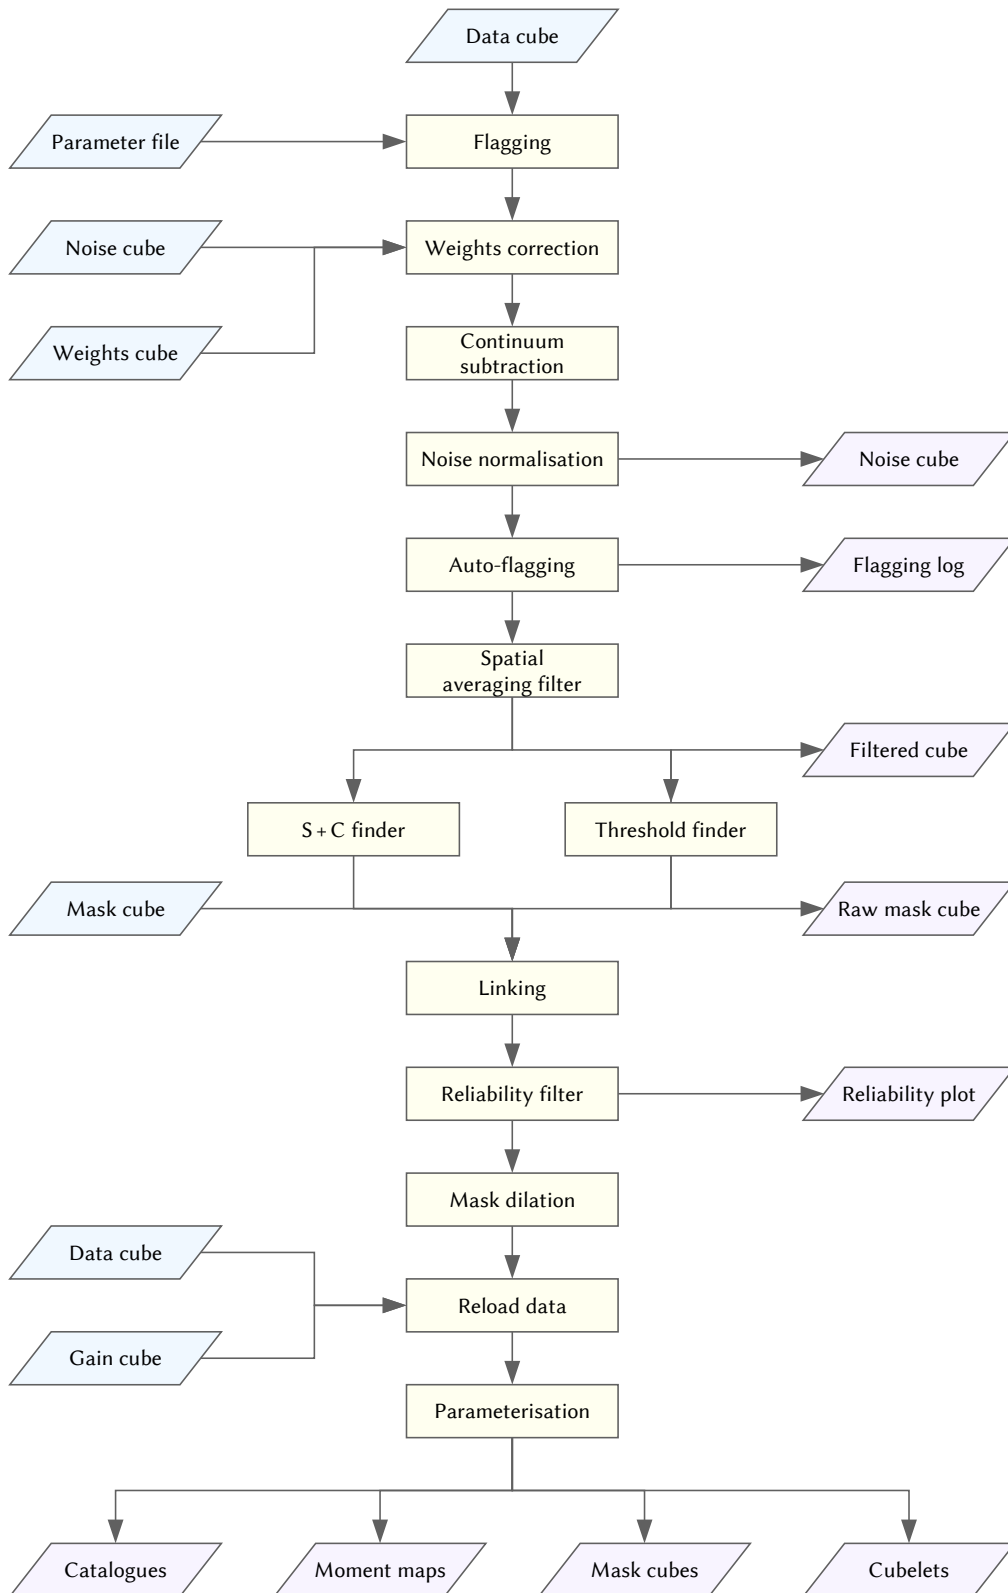 Data cube
Parameter file
Flagging
Noise cube
Weights correction
Weights cube
Continuum
subtraction
Noise normalisation
Noise cube
Auto-flagging
Flagging log
Spatial
averaging filter
Filtered cube
S + C finder
Threshold finder
Mask cube
Raw mask cube
Linking
Reliability filter
Reliability plot
Mask dilation
Data cube
Reload data
Gain cube
Parameterisation
Catalogues
Moment maps
Mask cubes
Cubelets